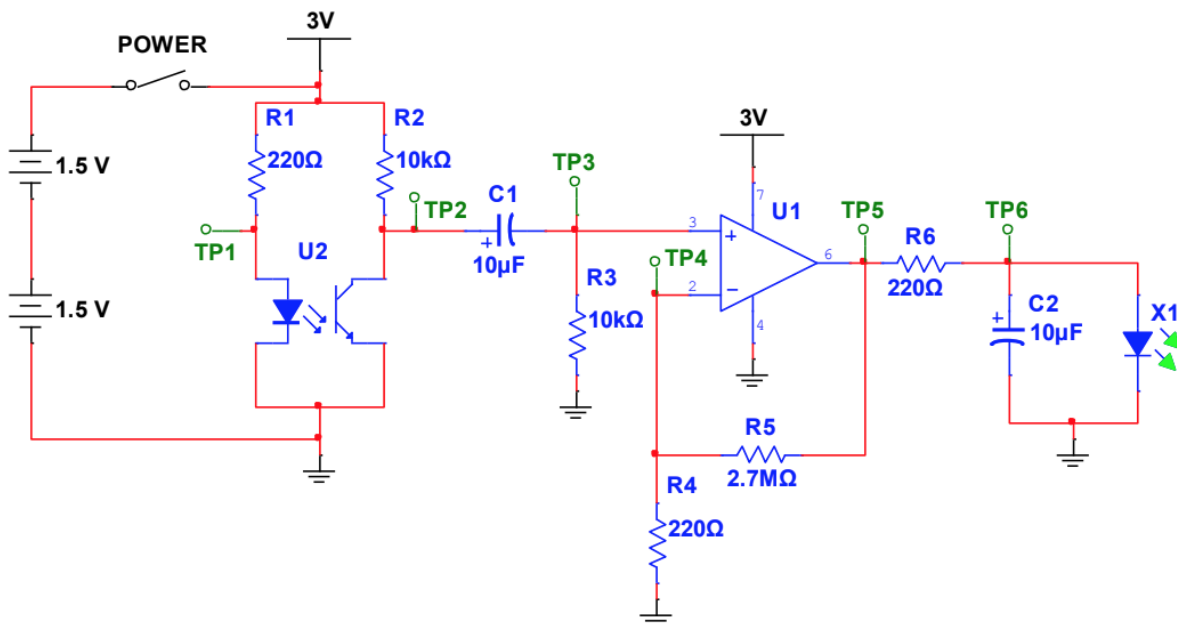 3V
POWER
R1
220Ω
R2
10kΩ
1.5 V
TP1
U2
TP2
C1
+
10µF
TP3
R3
10kΩ
3V
7
U1
3
+
2
−
6
4
TP4
TP5
R6
220Ω
TP6
1.5 V
+
C2
10µF
X1
R5
2.7MΩ
R4
220Ω